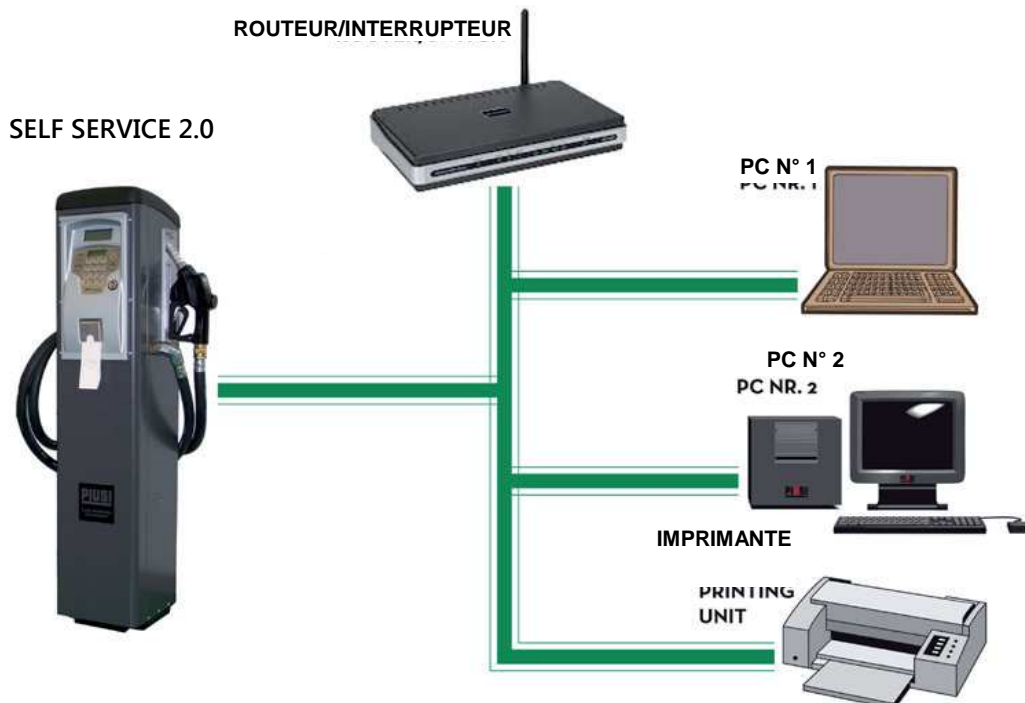 ROUTEUR/INTERRUPTEUR
SELF SERVICE 2.0
PC N° 1
PC NR. 1
PC N° 2
PC NR. 2
PIUSI
IMPRIMANTE
PRINTING
UNIT